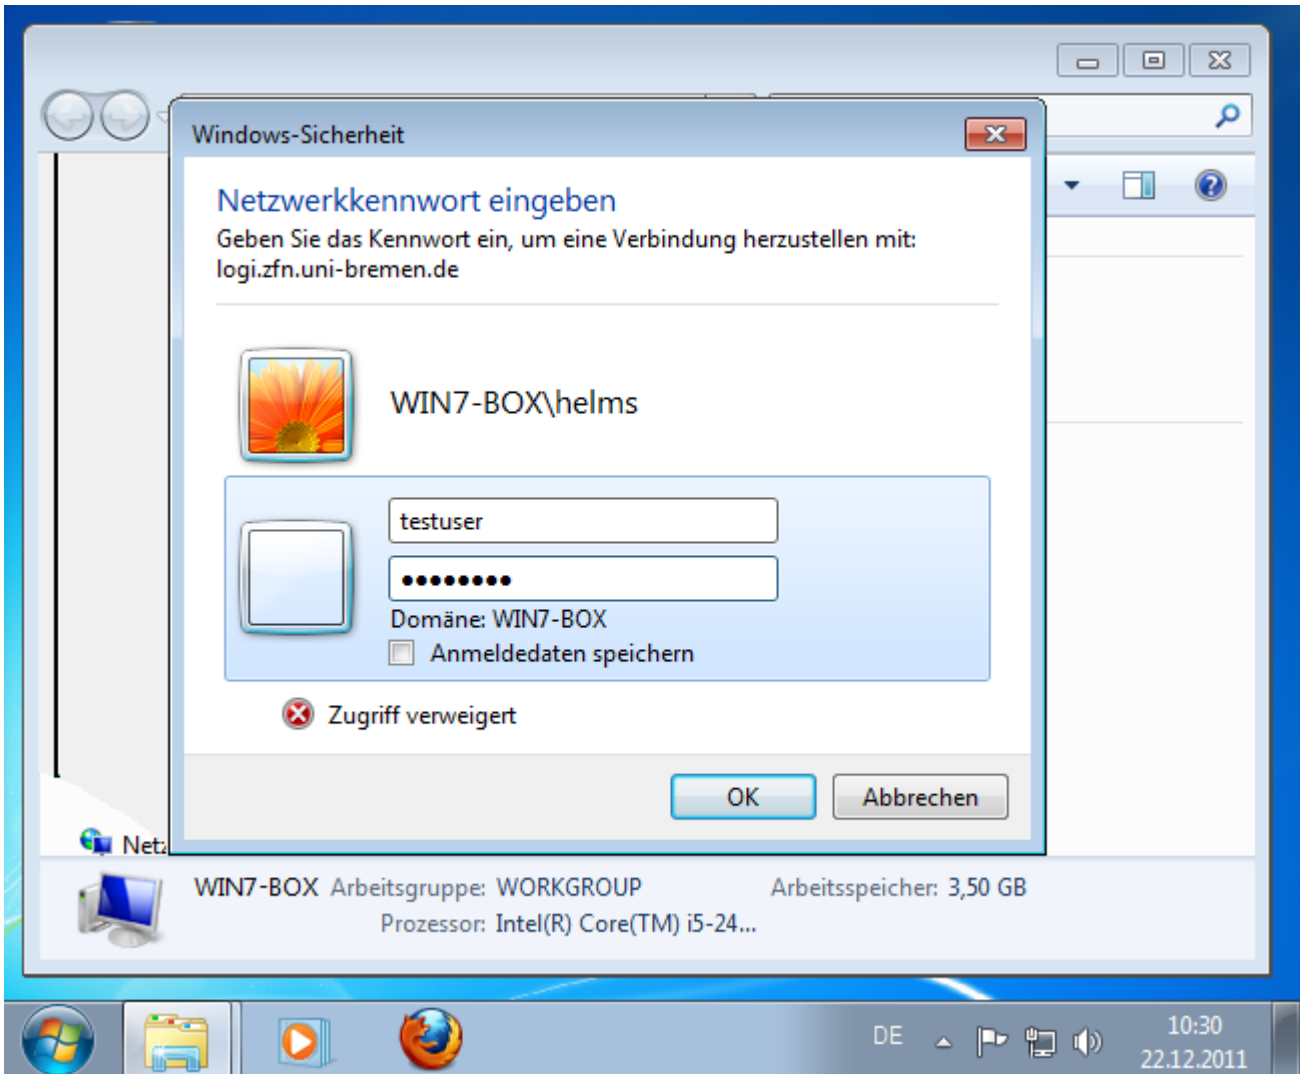 Windows-Sicherheit
Netzwerkkennwort eingeben
Geben Sie das Kennwort ein, um eine Verbindung herzustellen mit:
logi.zfn.uni-bremen.de
WIN7-BOX\helms
testuser
●●●●●●●●
Domäne: WIN7-BOX
Anmeldedaten speichern
Zugriff verweigert
OK Abbrechen
WIN7-BOX Arbeitsgruppe: WORKGROUP Arbeitsspeicher: 3,50 GB
Prozessor: Intel(R) Core(TM) i5-24...
DE 10:30
22.12.2011